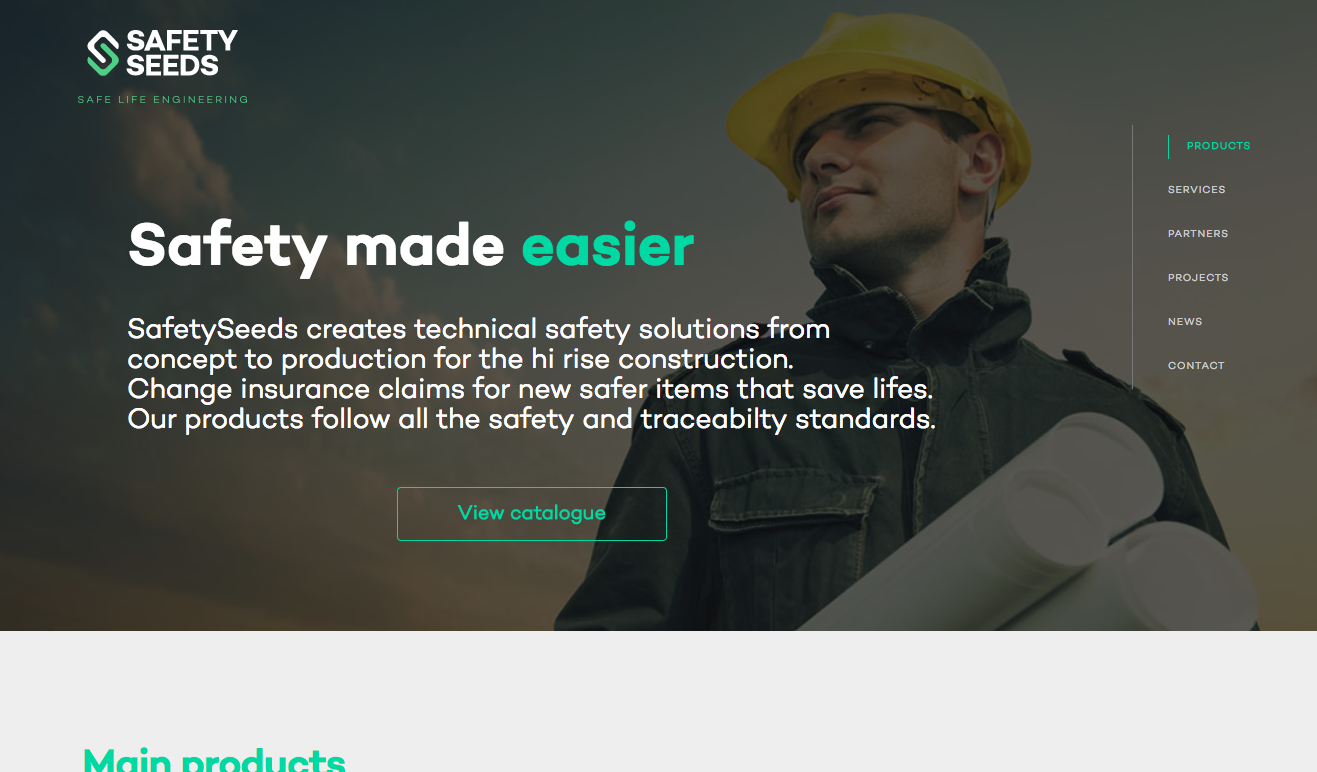 SAFETY
SEEDS
SAFE LIFE ENGINEERING
PRODUCTS
SERVICES
PARTNERS
PROJECTS
NEWS
CONTACT
Safety made easier
SafetySeeds creates technical safety solutions from
concept to production for the hi rise construction.
Change insurance claims for new safer items that save lifes.
Our products follow all the safety and traceabilty standards.
View catalogue
Main products